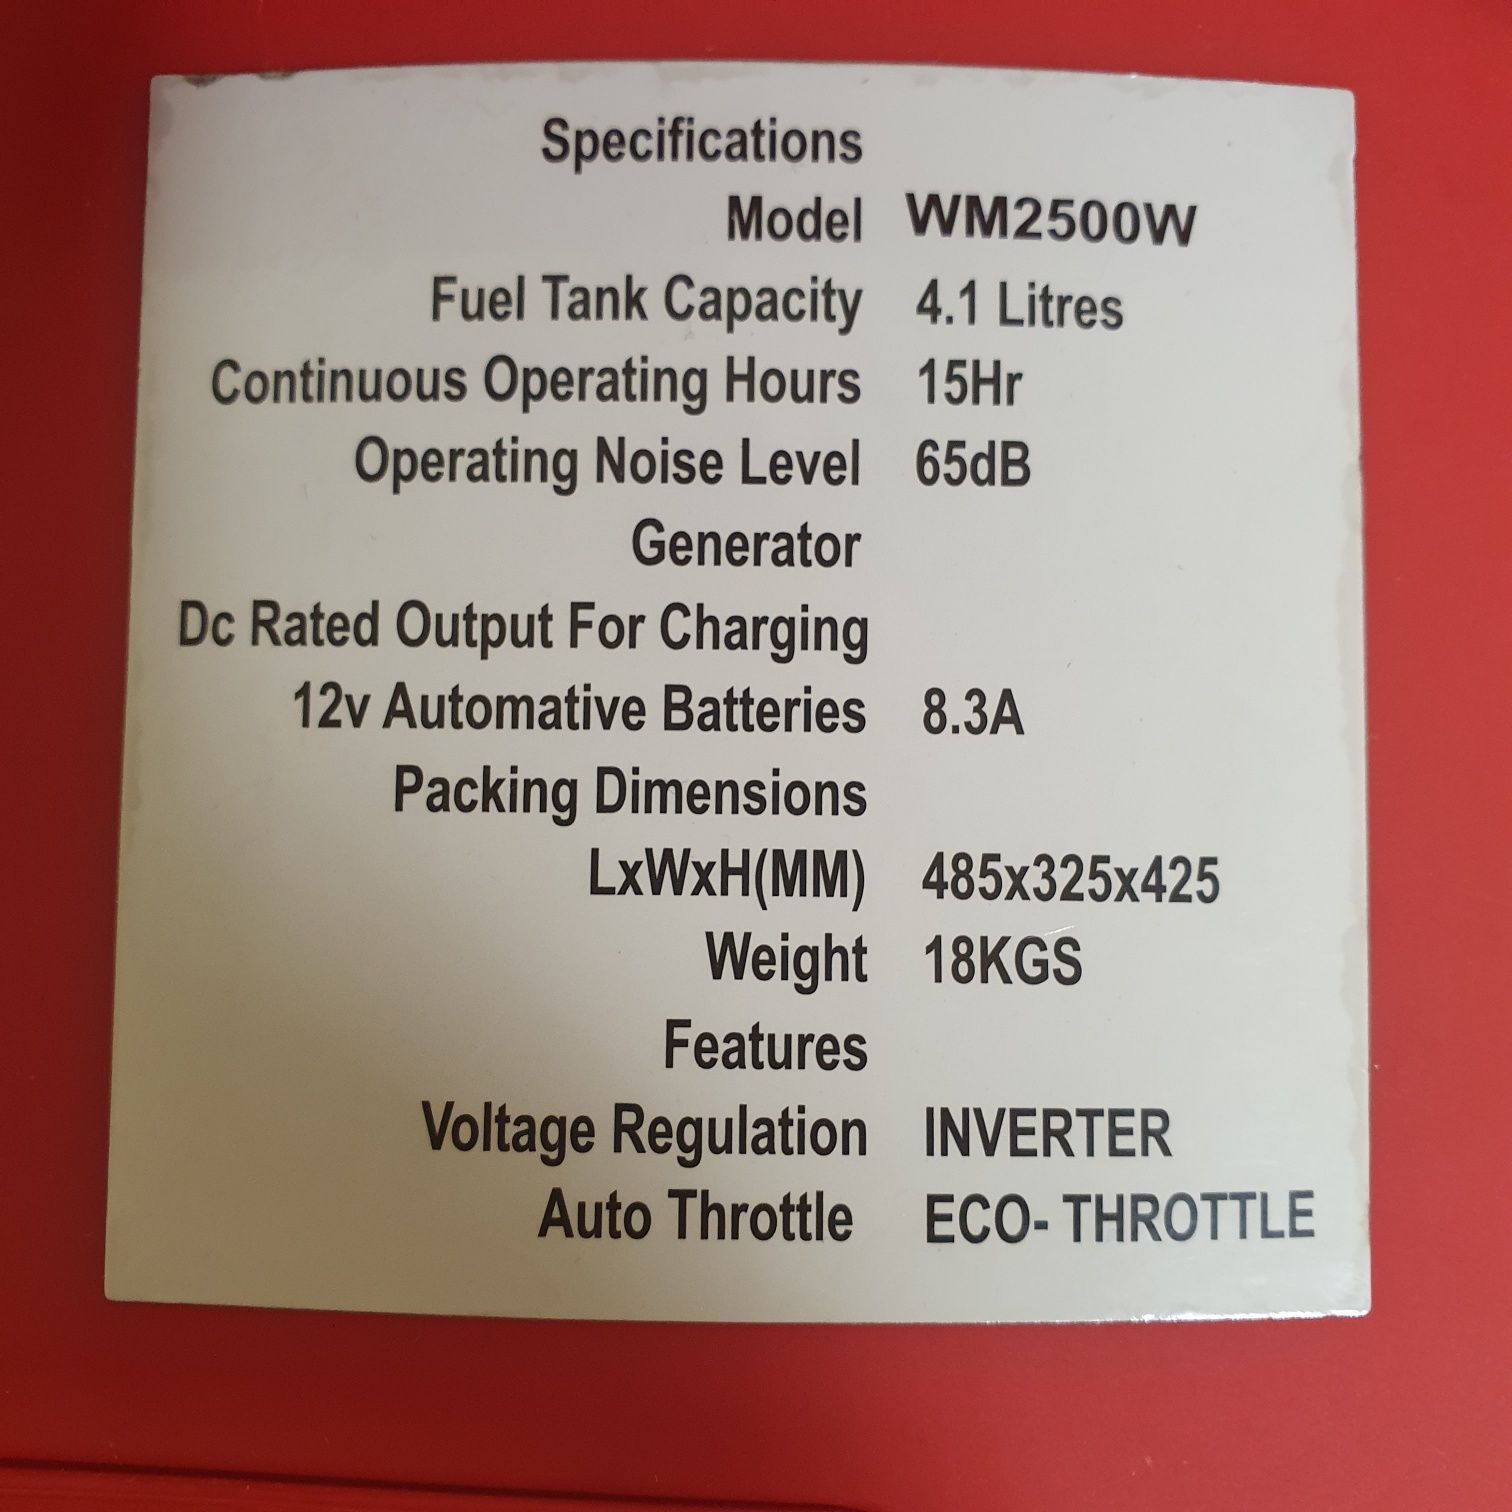 Specifications
Model WM2500W
Fuel Tank Capacity 4.1 Litres
Continuous Operating Hours 15Hr
Operating Noise Level 65dB
Generator
Dc Rated Output For Charging
12v Automative Batteries 8.3A
Packing Dimensions
LxWxH(MM) 485x325x425
Weight 18KGS
Features
Voltage Regulation INVERTER
Auto Throttle ECO- THROTTLE